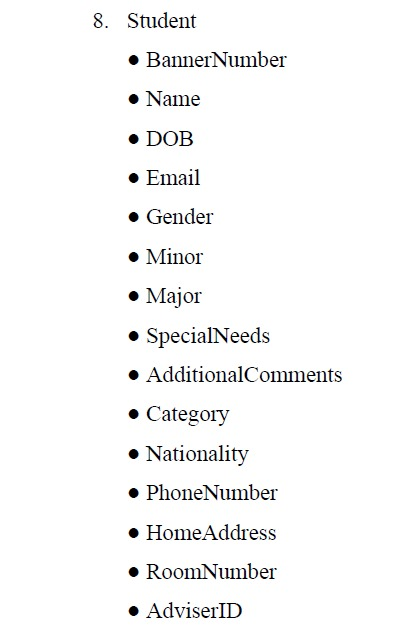 8. Student
● BannerNumber
● Name
● DOB
● Email
● Gender
● Minor
● Major
● SpecialNeeds
● AdditionalComments
● Category
● Nationality
● PhoneNumber
● HomeAddress
● RoomNumber
● AdviserID